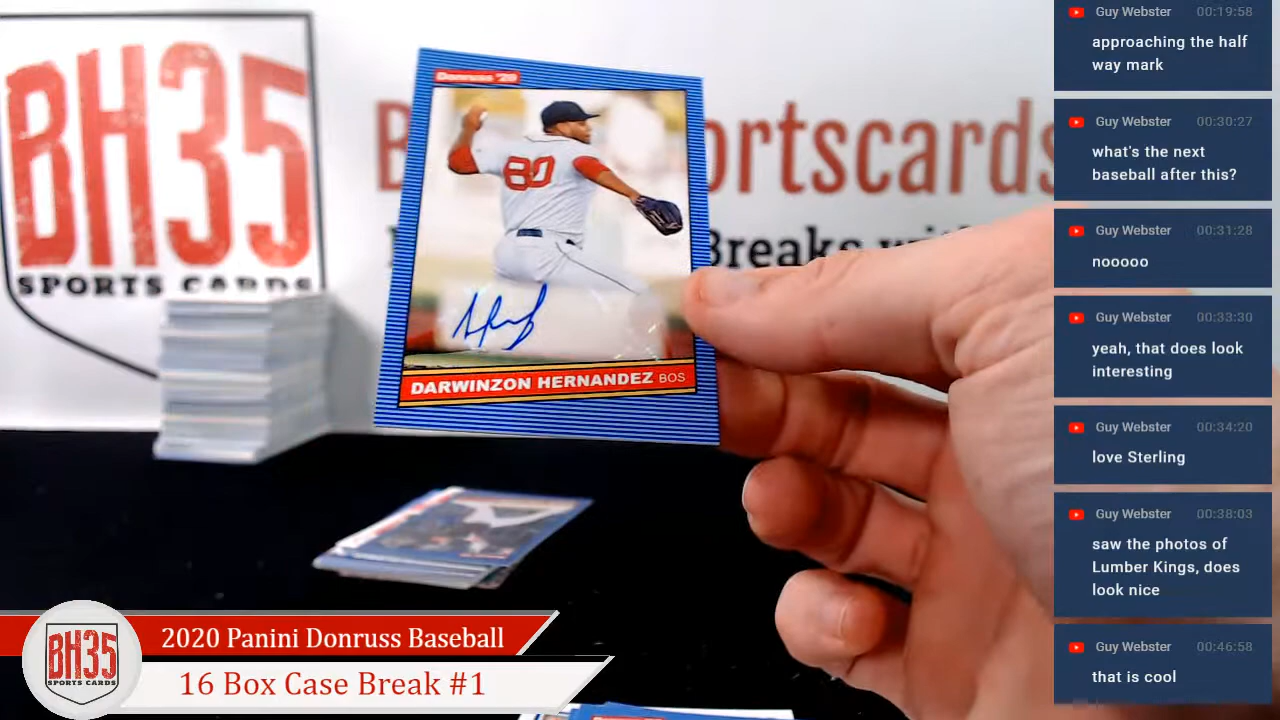 BH35
SPORTS CARDS
B ortscards
Breaks wit
Donruss '20
80
DARWINZON HERNANDEZ BOS
2020 Panini Donruss Baseball
16 Box Case Break #1
BH35
SPORTS CARDS
Guy Webster 00:19:58
approaching the half
way mark
Guy Webster 00:30:27
what's the next
baseball after this?
Guy Webster 00:31:28
nooooo
Guy Webster 00:33:30
yeah, that does look
interesting
Guy Webster 00:34:20
love Sterling
Guy Webster 00:38:03
saw the photos of
Lumber Kings, does
look nice
Guy Webster 00:46:58
that is cool